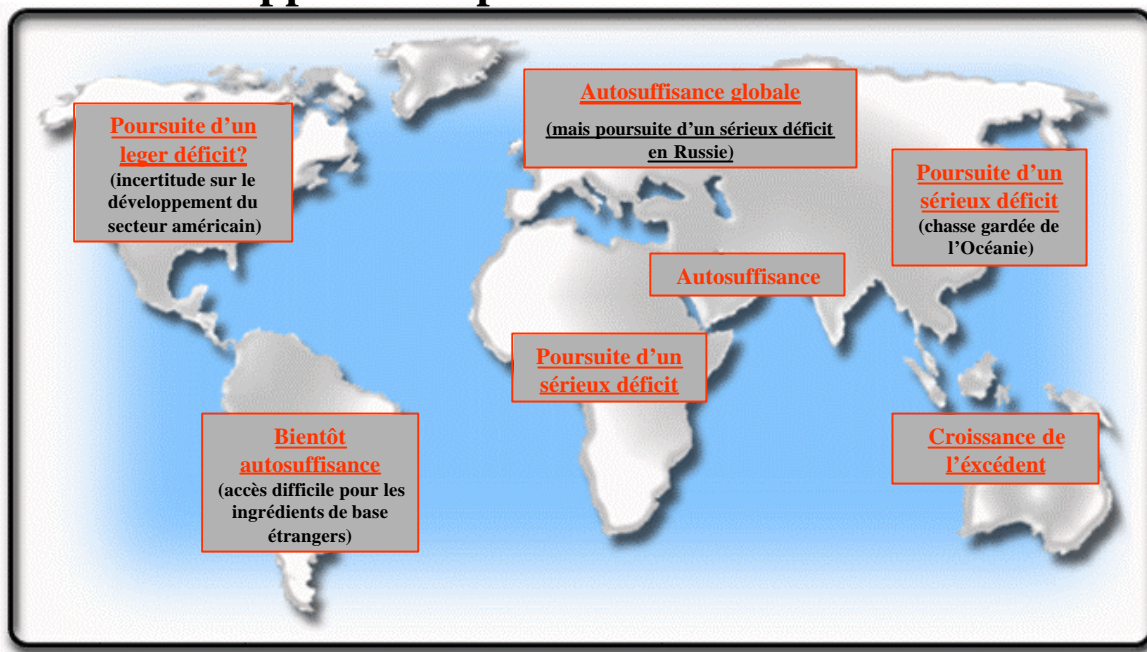 Autosuffisance globale
(mais poursuite d'un sérieux déficit
en Russie)
Poursuite d'un
leger déficit?
(incertitude sur le
développement du
secteur américain)
Poursuite d'un
sérieux déficit
(chasse gardée de
l'Océanie)
Autosuffisance
Poursuite d'un
sérieux déficit
Bientôt
autosuffisance
(accès difficile pour les
ingrédients de base
étrangers)
Croissance de
l'éxcédent